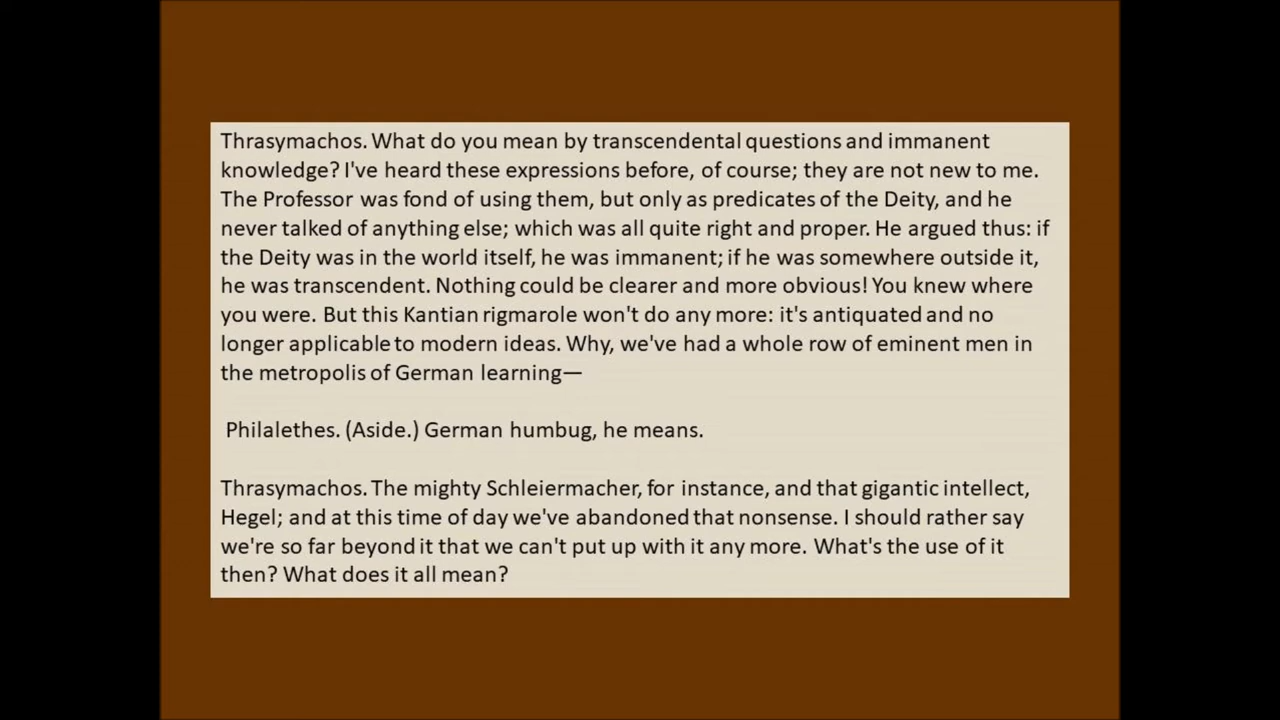 Thrasymachos. What do you mean by transcendental questions and immanent
knowledge? I've heard these expressions before, of course; they are not new to me.
The Professor was fond of using them, but only as predicates of the Deity, and he
never talked of anything else; which was all quite right and proper. He argued thus: if
the Deity was in the world itself, he was immanent; if he was somewhere outside it,
he was transcendent. Nothing could be clearer and more obvious! You knew where
you were. But this Kantian rigmarole won't do any more: it's antiquated and no
longer applicable to modern ideas. Why, we've had a whole row of eminent men in
the metropolis of German learning—
Philalethes. (Aside.) German humbug, he means.
Thrasymachos. The mighty Schleiermacher, for instance, and that gigantic intellect,
Hegel; and at this time of day we've abandoned that nonsense. I should rather say
we're so far beyond it that we can't put up with it any more. What's the use of it
then? What does it all mean?